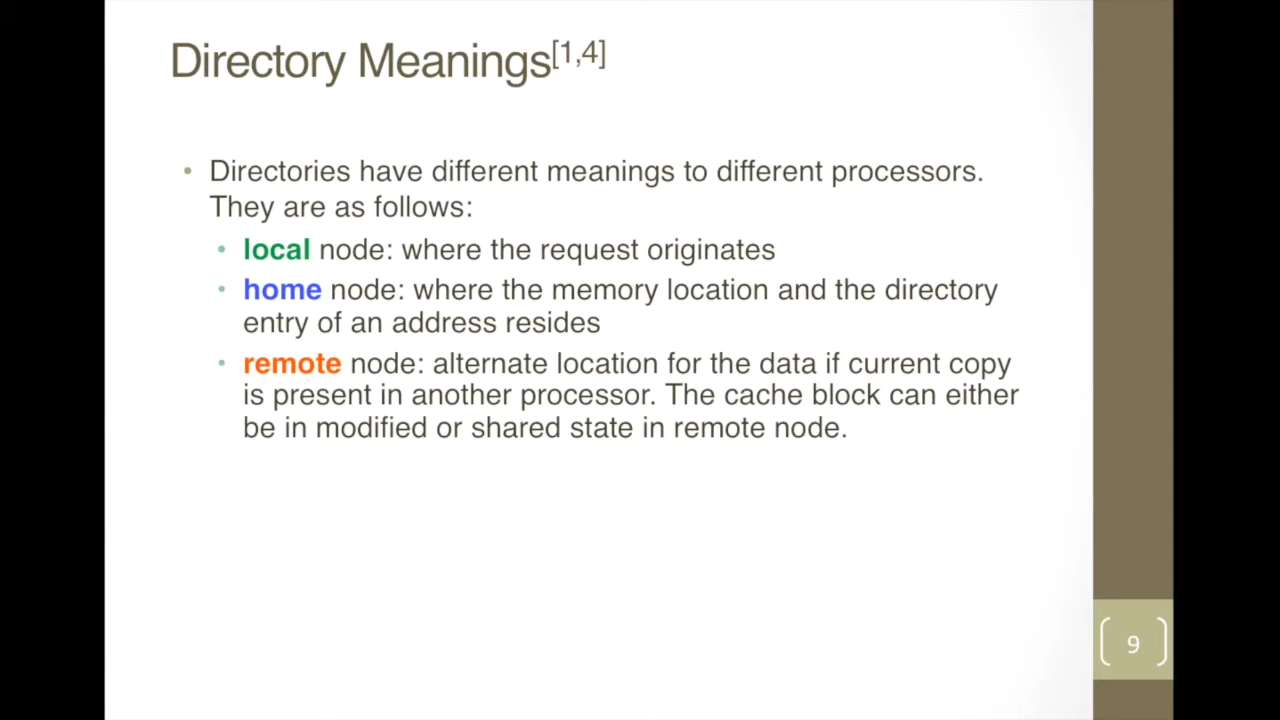 Directory Meanings[1,4]
• Directories have different meanings to different processors.
They are as follows:
• local node: where the request originates
• home node: where the memory location and the directory
entry of an address resides
• remote node: alternate location for the data if current copy
is present in another processor. The cache block can either
be in modified or shared state in remote node.
9